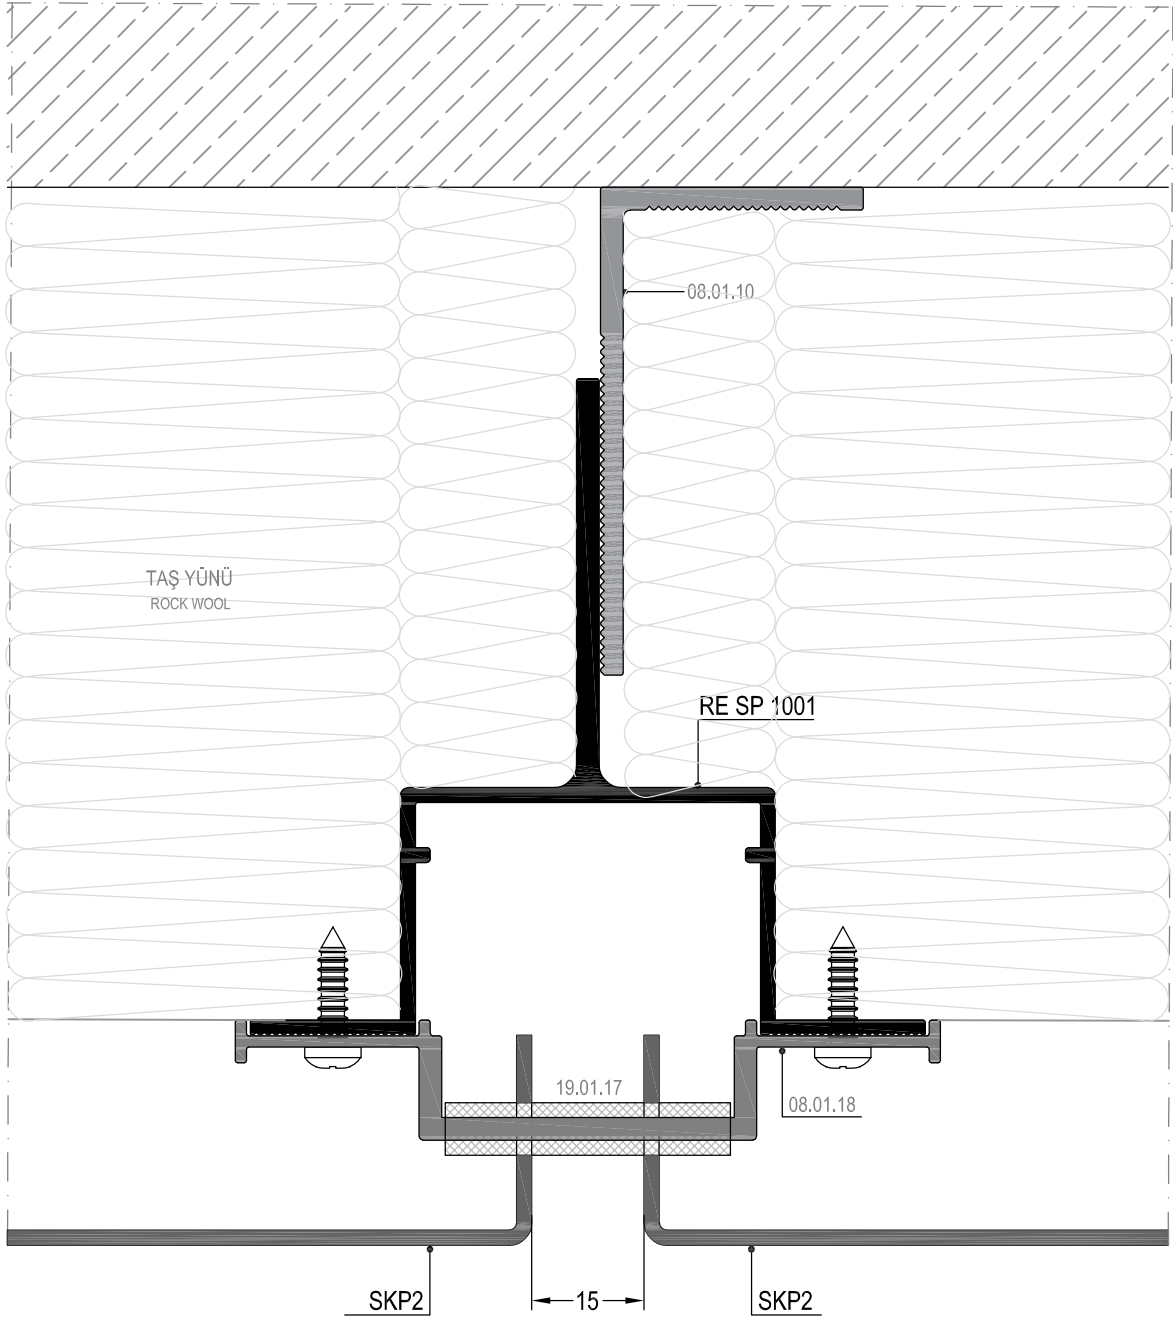 08.01.10
TAŞ YÜNÜ
ROCK WOOL
RE SP 1001
19.01.17
08.01.18
SKP2
15
SKP2